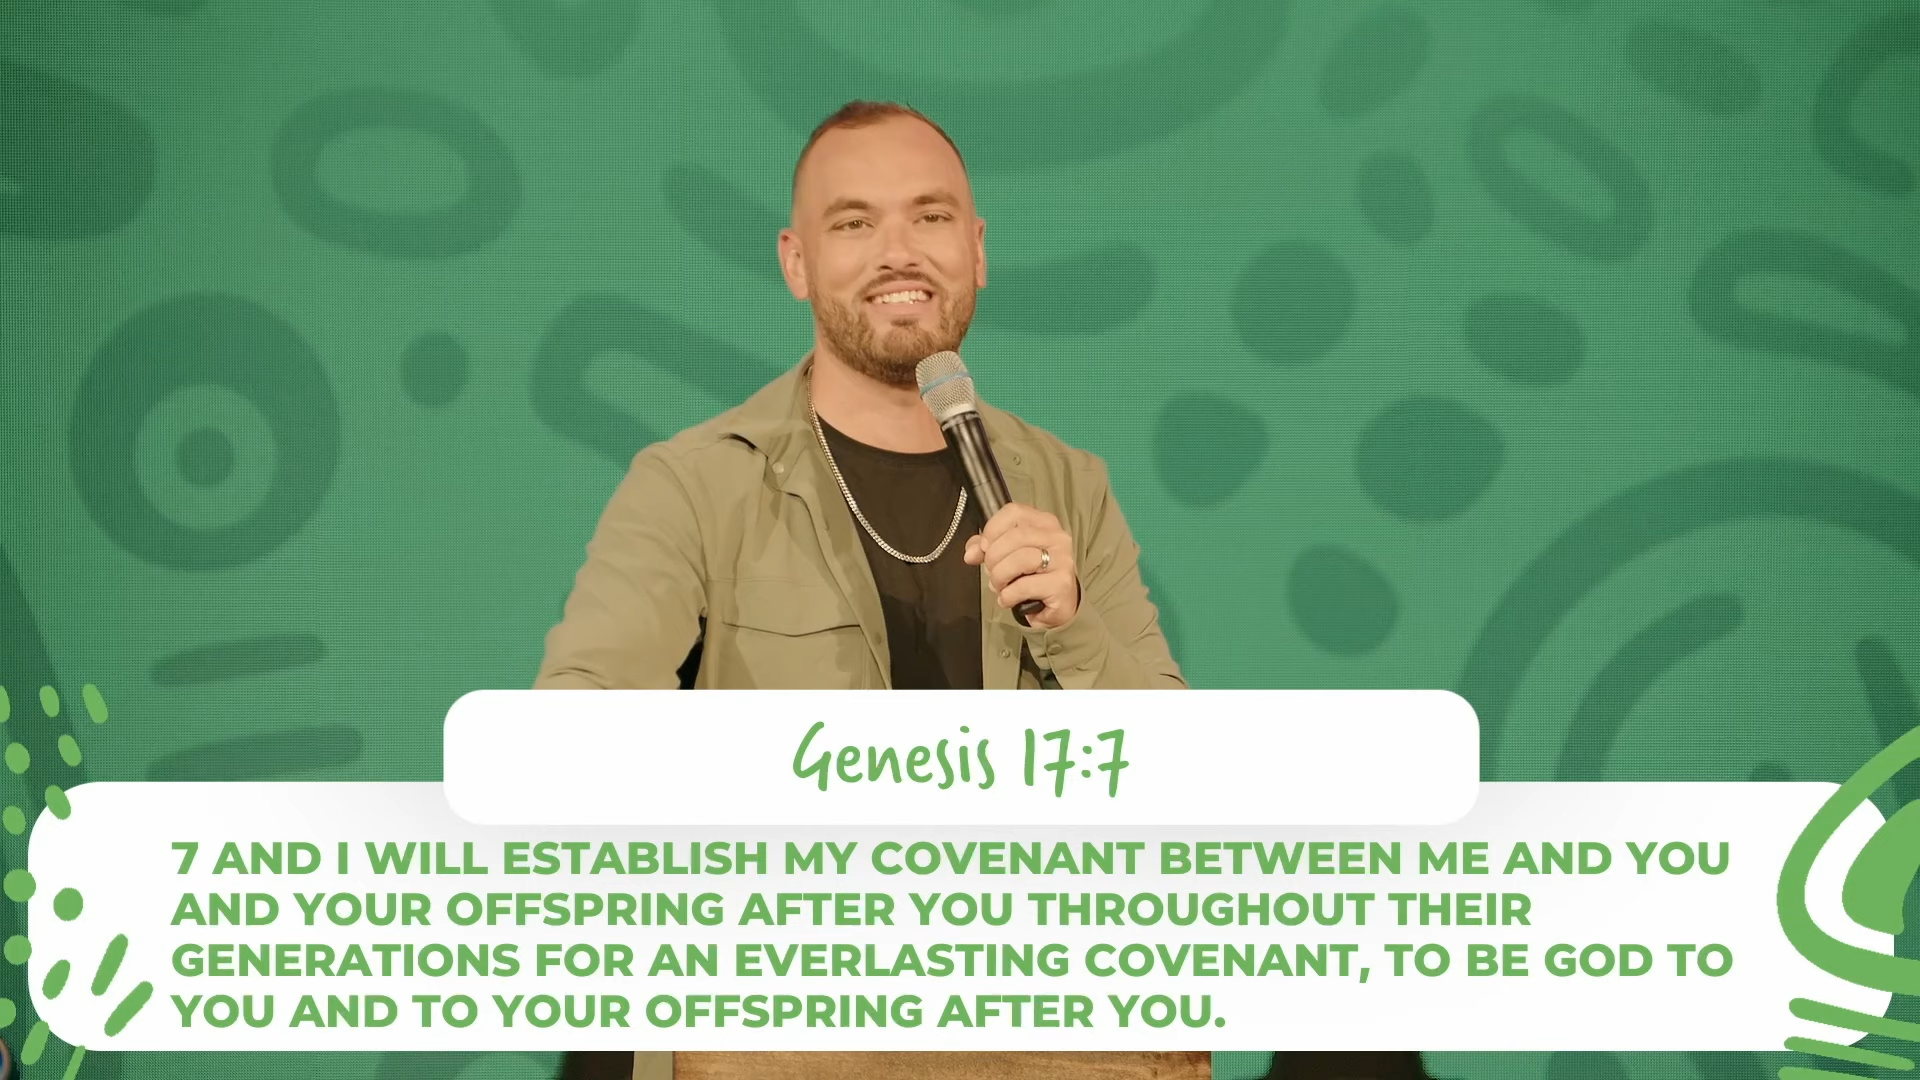 Genesis 17:7
7 AND I WILL ESTABLISH MY COVENANT BETWEEN ME AND YOU
AND YOUR OFFSPRING AFTER YOU THROUGHOUT THEIR
GENERATIONS FOR AN EVERLASTING COVENANT, TO BE GOD TO
YOU AND TO YOUR OFFSPRING AFTER YOU.